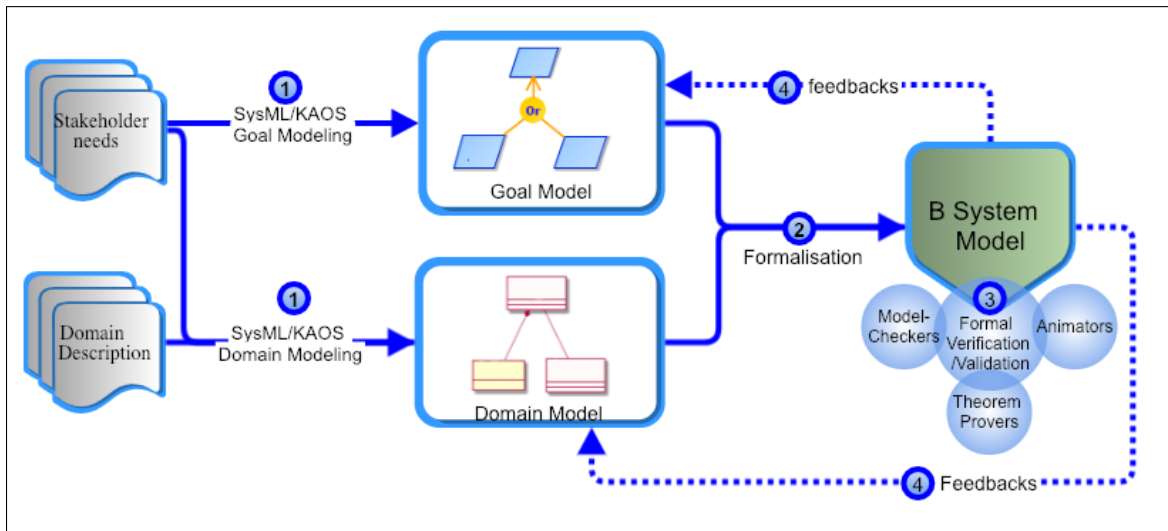 Stakeholder
needs
1
SysML/KAOS
Goal Modeling
Or
Goal Model
4 feedbacks
B System
Model
2
Formalisation
Domain
Description
1
SysML/KAOS
Domain Modeling
Domain Model
3
Model-
Checkers
Formal
Verification
/Validation
Animators
Theorem
Provers
4 Feedbacks